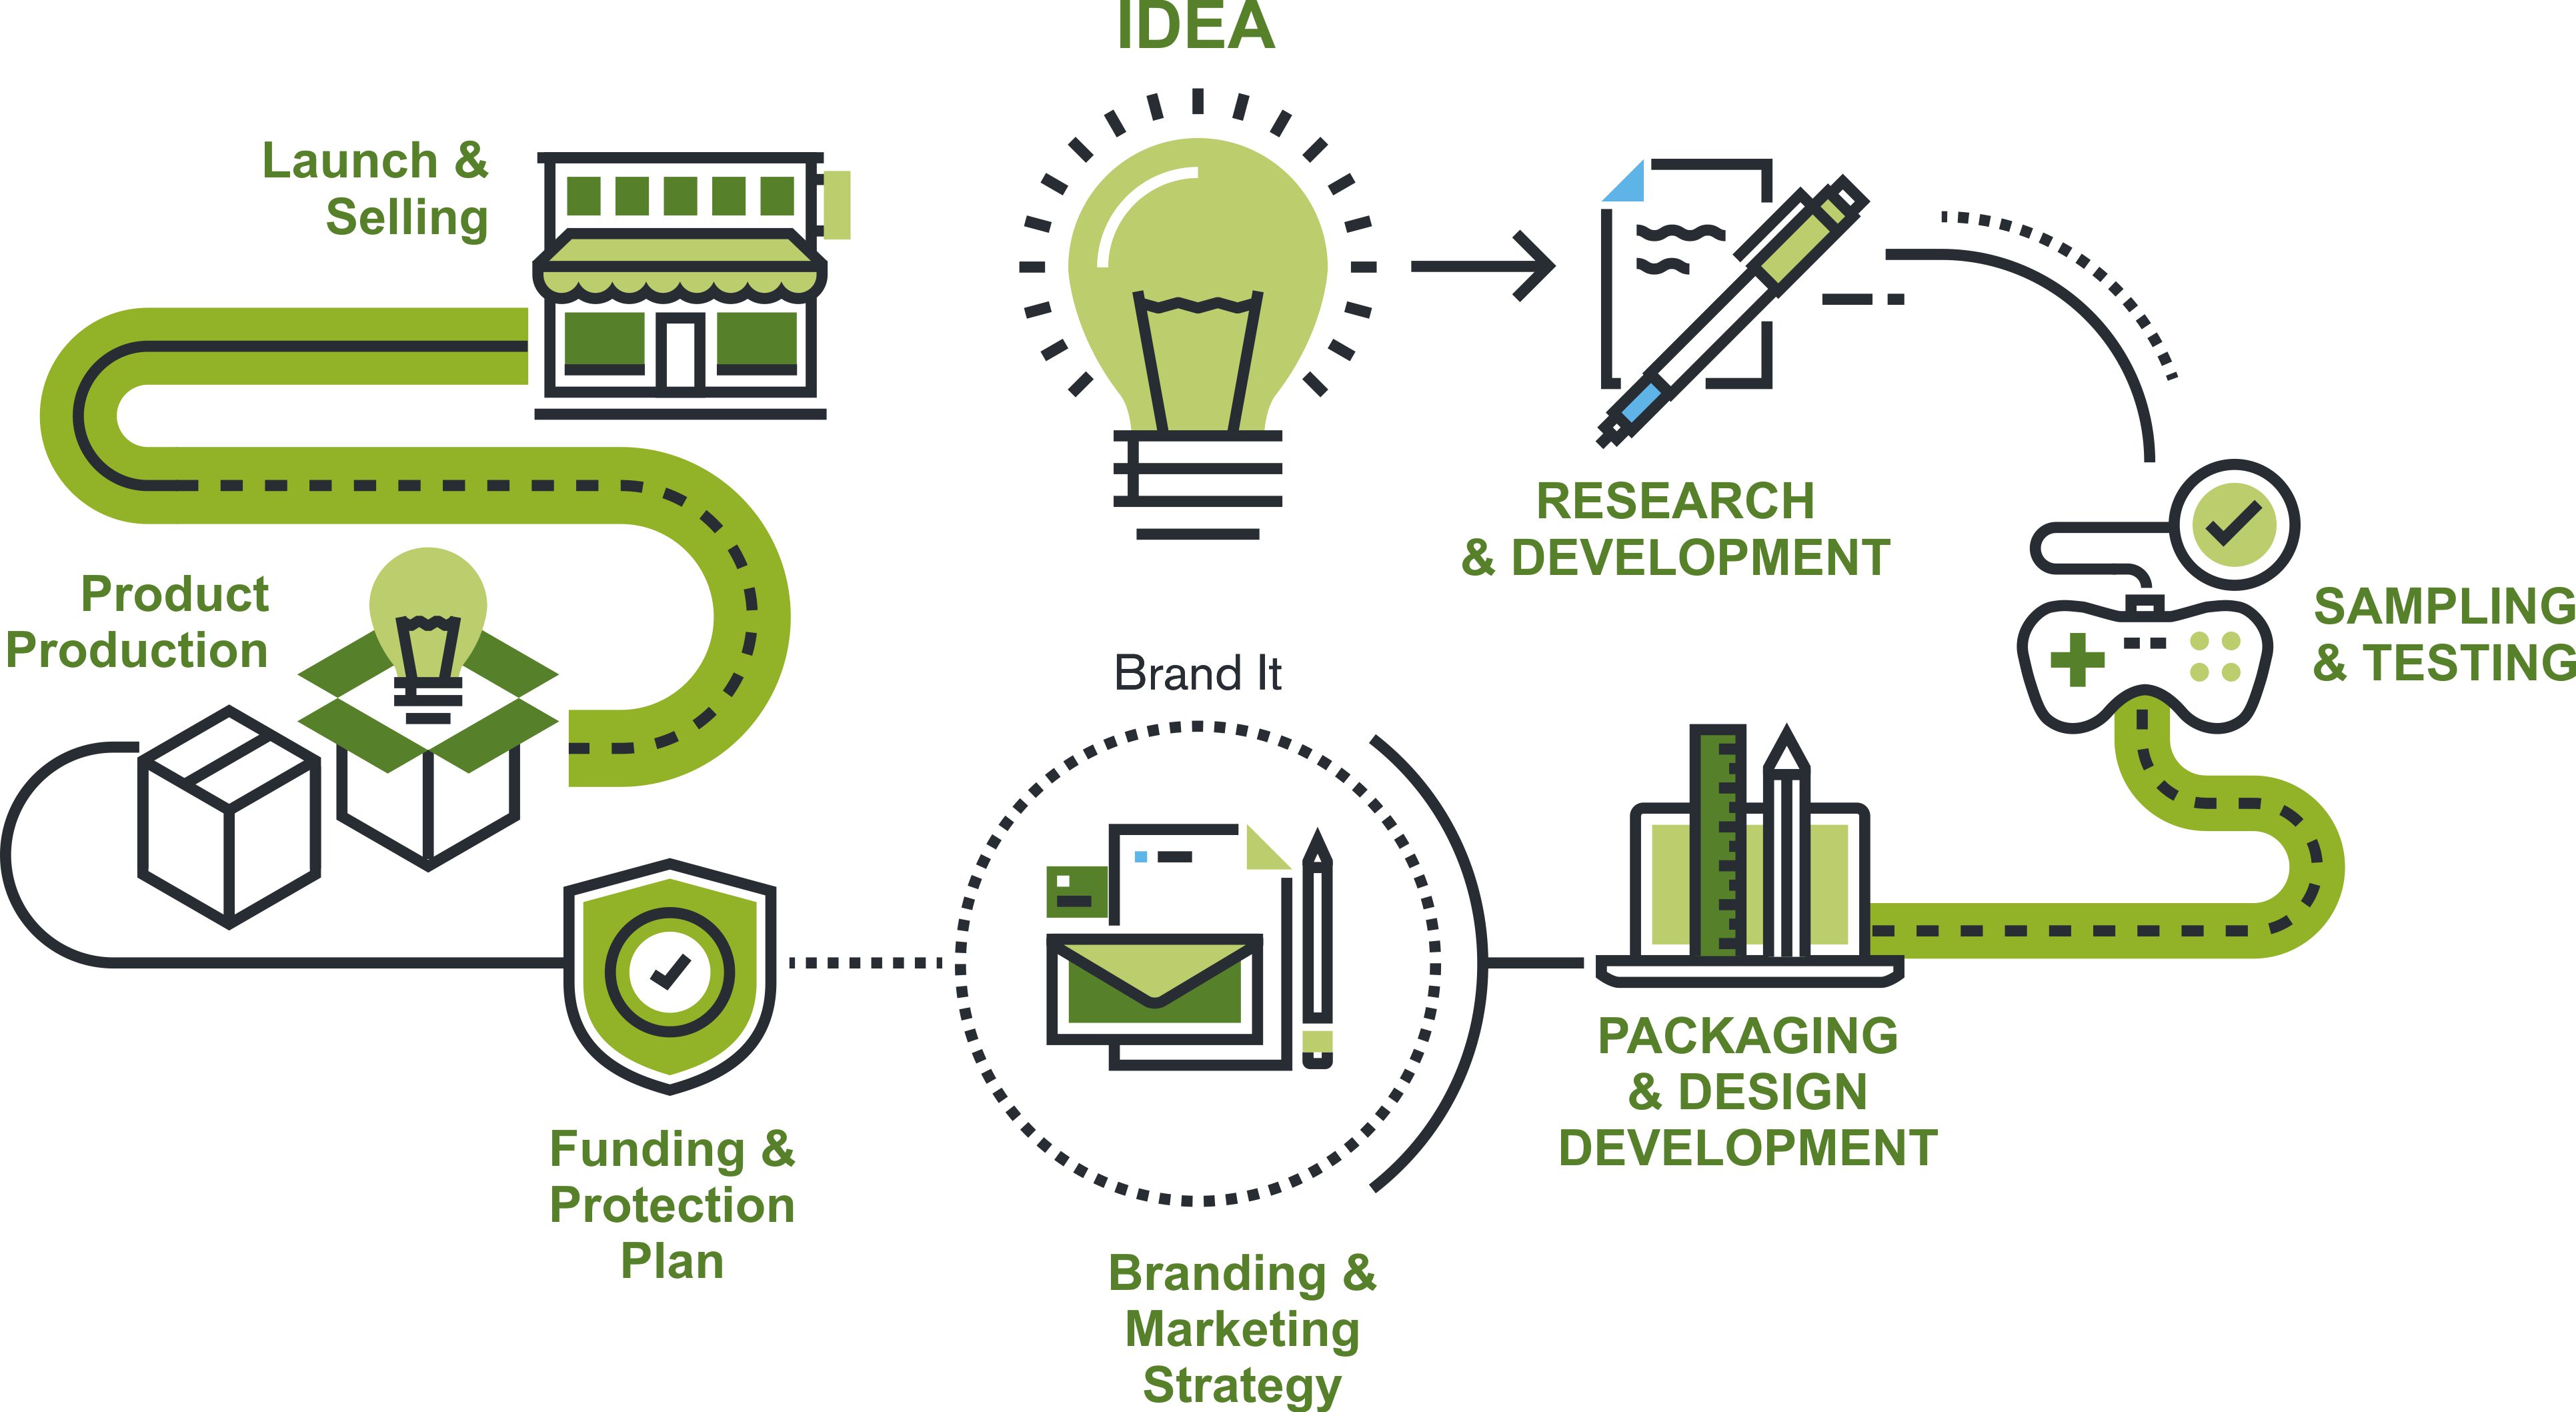 IDEA
Launch &
Selling
RESEARCH
& DEVELOPMENT
Product
Production
SAMPLING
& TESTING
Brand It
PACKAGING
& DESIGN
DEVELOPMENT
Funding &
Protection
Plan
Branding &
Marketing
Strategy